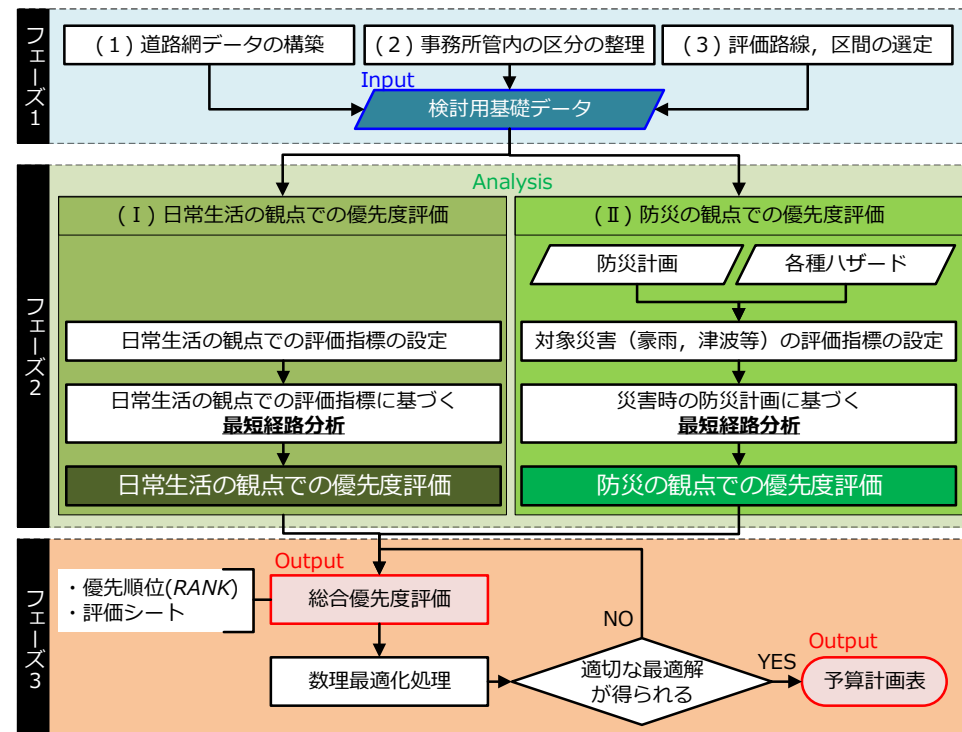 フェーズ1
(1)道路網データの構築
(2)事務所管内の区分の整理
(3)評価路線，区間の選定
Input
検討用基礎データ
フェーズ2
Analysis
(Ⅰ)日常生活の観点での優先度評価
(Ⅱ)防災の観点での優先度評価
防災計画
各種ハザード
日常生活の観点での評価指標の設定
対象災害（豪雨，津波等）の評価指標の設定
日常生活の観点での評価指標に基づく
最短経路分析
災害時の防災計画に基づく
最短経路分析
日常生活の観点での優先度評価
防災の観点での優先度評価
フェーズ3
Output
・優先順位(RANK)
・評価シート
総合優先度評価
NO
数理最適化処理
適切な最適解
が得られる
YES
Output
予算計画表